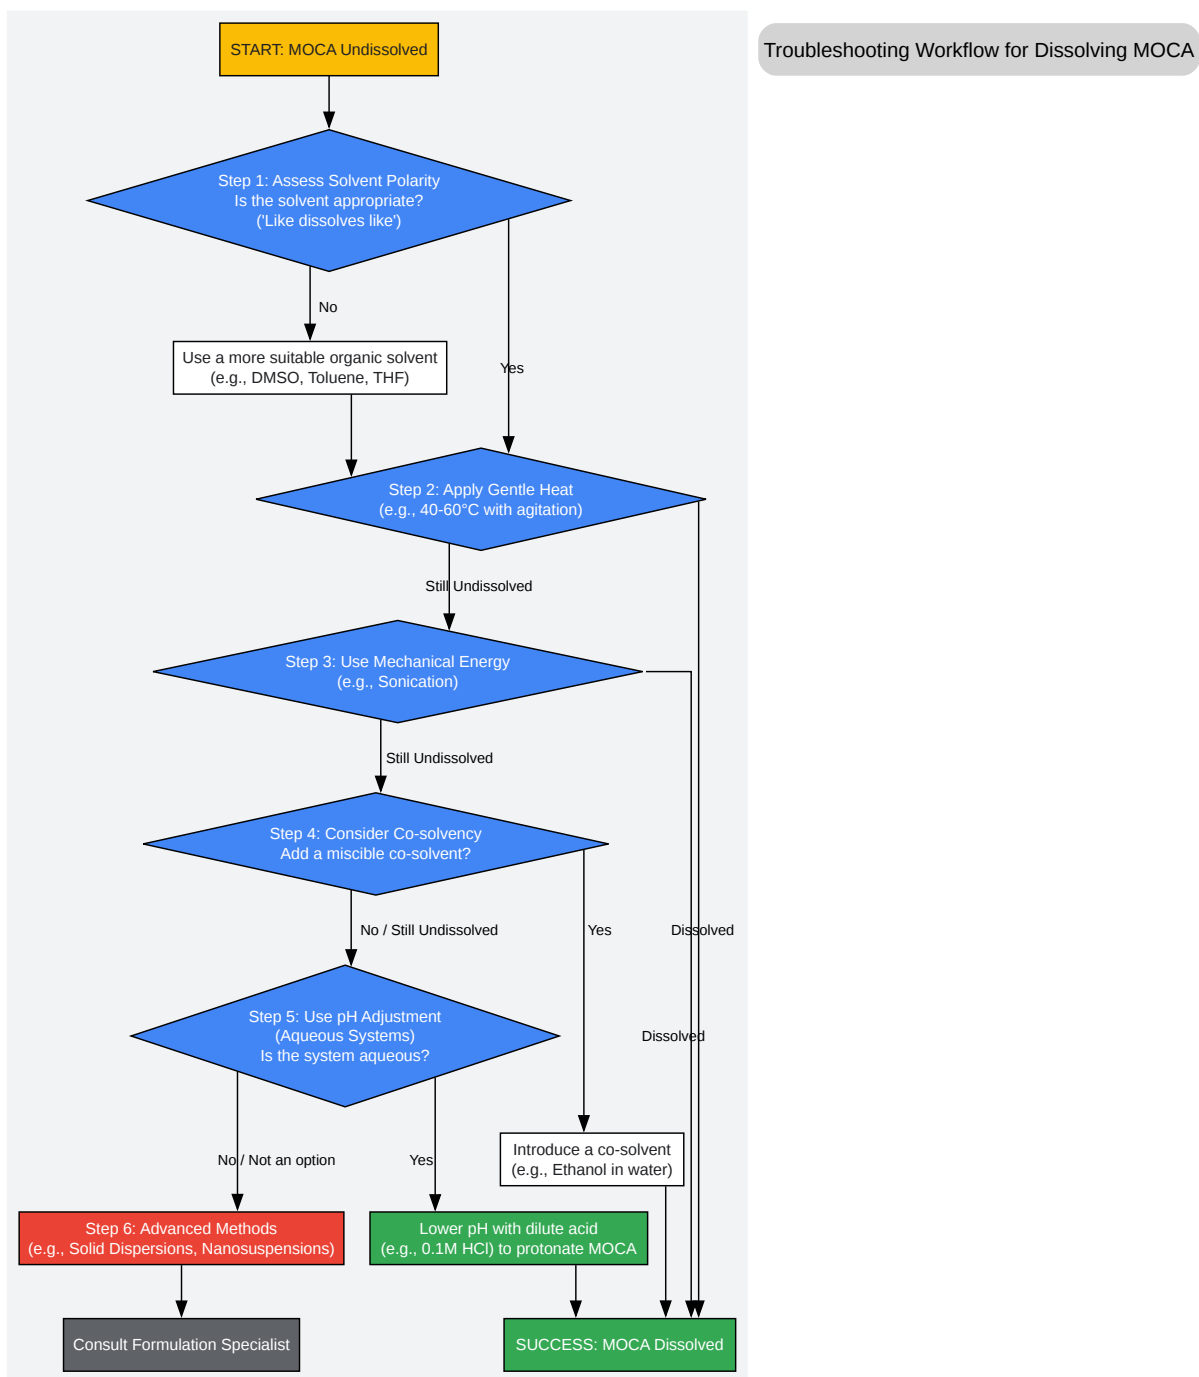 START: MOCA Undissolved
Troubleshooting Workflow for Dissolving MOCA
Step 1: Assess Solvent Polarity
Is the solvent appropriate?
('Like dissolves like')
No
Use a more suitable organic solvent
(e.g., DMSO, Toluene, THF)
Yes
Step 2: Apply Gentle Heat
(e.g., 40-60°C with agitation)
Still Undissolved
Step 3: Use Mechanical Energy
(e.g., Sonication)
Still Undissolved
Step 4: Consider Co-solvency
Add a miscible co-solvent?
No / Still Undissolved
Yes
Dissolved
Step 5: Use pH Adjustment
(Aqueous Systems)
Is the system aqueous?
Dissolved
No / Not an option
Yes
Introduce a co-solvent
(e.g., Ethanol in water)
Step 6: Advanced Methods
(e.g., Solid Dispersions, Nanosuspensions)
Lower pH with dilute acid
(e.g., 0.1M HCl) to protonate MOCA
Consult Formulation Specialist
SUCCESS: MOCA Dissolved